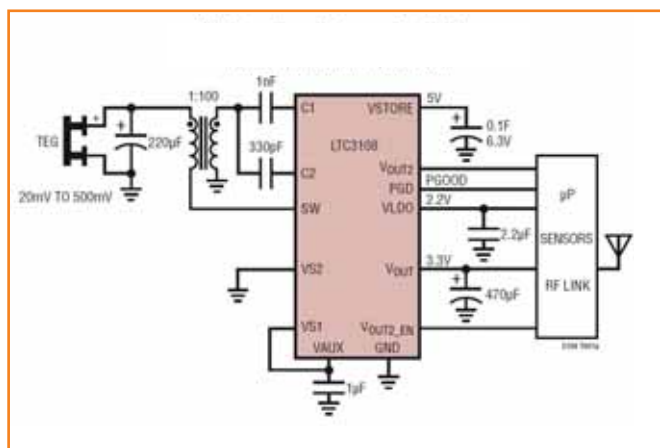 1nF
1:100
C1
VSTORE
5V
TEG
+
+
220µF
330pF
LTC3108
+
0.1F
6.3V
C2
VOUT2
PGD
PGOOD
µP
20mV TO 500mV
SW
VLDO
2.2V
2.2µF
SENSORS
VS2
VOUT
3.3V
+
470µF
RF LINK
VS1
VOUT2_EN
VAUX
GND
1µF